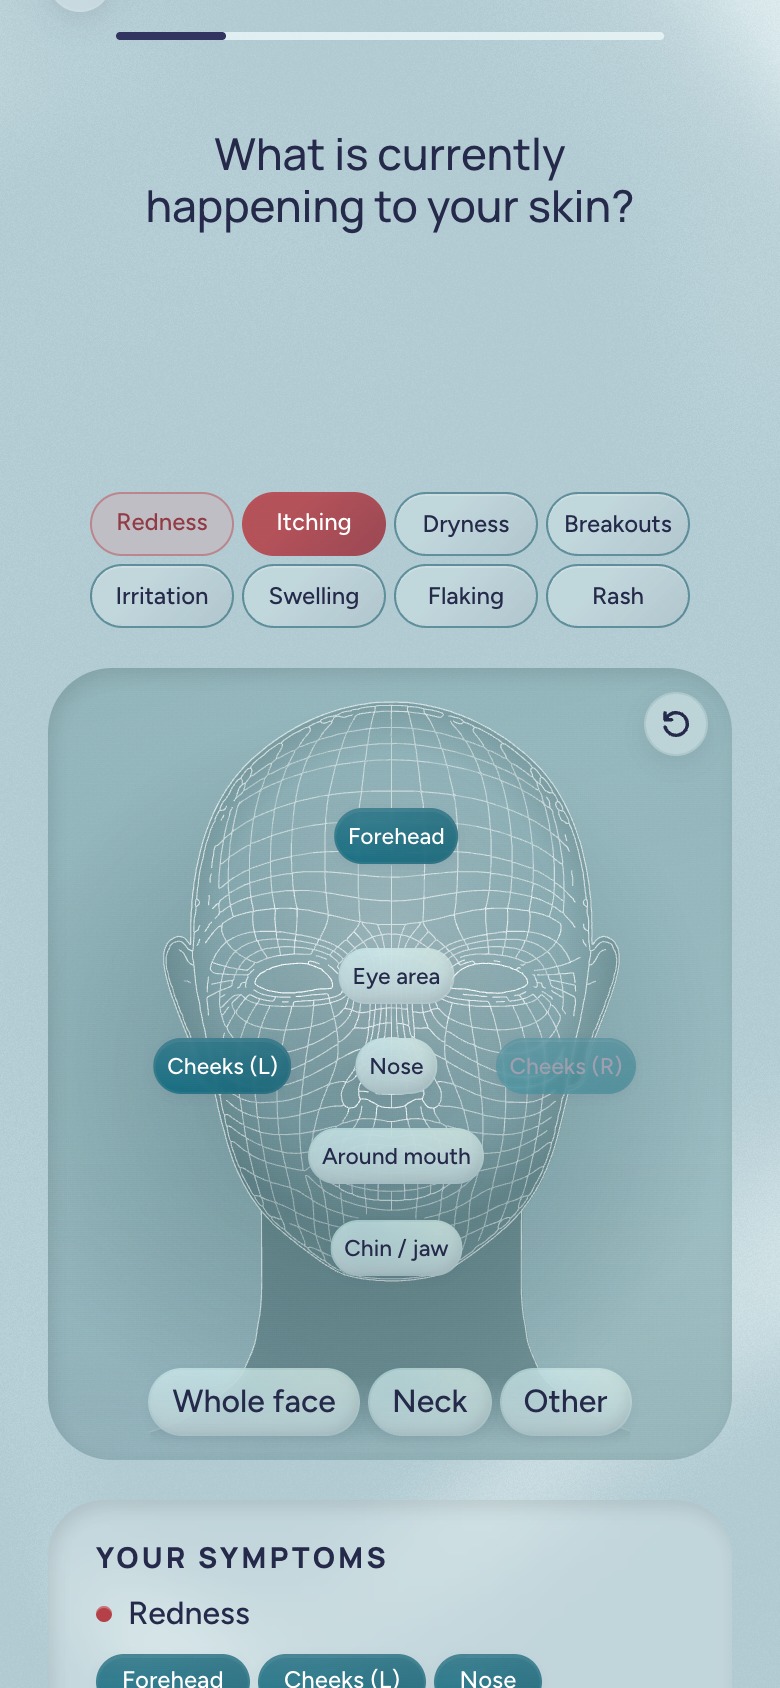 What is currently
happening to your skin?
Redness Itching Dryness Breakouts
Irritation Swelling Flaking Rash
Forehead
Eye area
Cheeks (L) Nose Cheeks (R)
Around mouth
Chin / jaw
Whole face Neck Other
YOUR SYMPTOMS
Redness
Forehead Cheeks (L) Nose